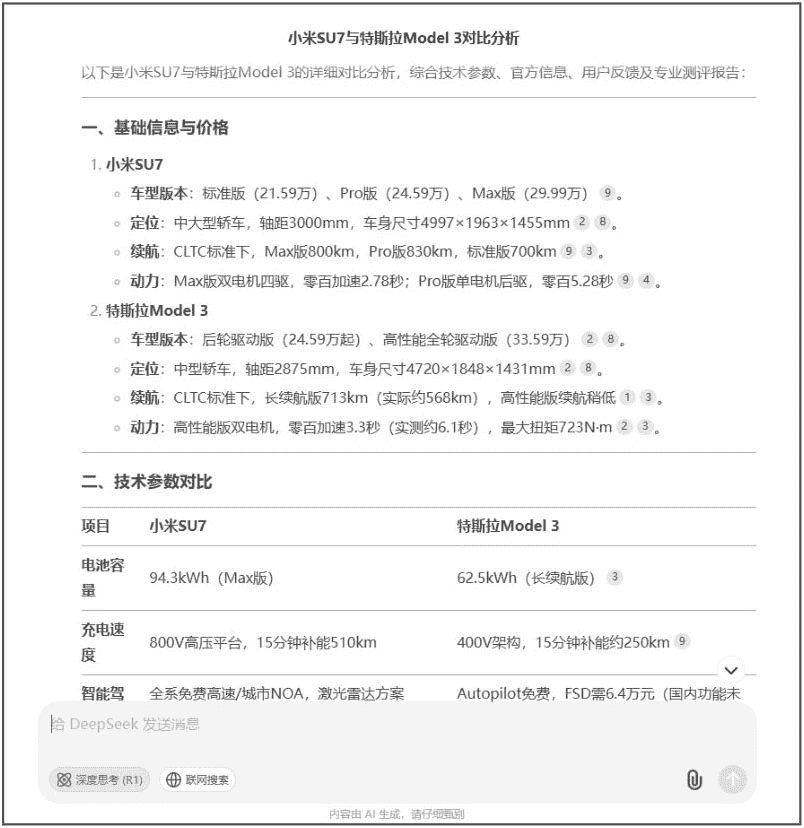 小米SU7与特斯拉Model 3对比分析
以下是小米SU7与特斯拉Model 3的详细对比分析，综合技术参数、官方信息、用户反馈及专业测评报告：
一、基础信息与价格
1. 小米SU7
◦ 车型版本：标准版（21.59万）、Pro版（24.59万）、Max版（29.99万） 9 。
◦ 定位：中大型轿车，轴距3000mm，车身尺寸4997×1963×1455mm 2 8 。
◦ 续航：CLTC标准下，Max版800km，Pro版830km，标准版700km 9 3 。
◦ 动力：Max版双电机四驱，零百加速2.78秒；Pro版单电机后驱，零百5.28秒 9 4 。
2. 特斯拉Model 3
◦ 车型版本：后轮驱动版（24.59万起）、高性能全轮驱动版（33.59万） 2 8 。
◦ 定位：中型轿车，轴距2875mm，车身尺寸4720×1848×1431mm 2 8 。
◦ 续航：CLTC标准下，长续航版713km（实际约568km），高性能版续航稍低 1 3 。
◦ 动力：高性能版双电机，零百加速3.3秒（实测约6.1秒），最大扭矩723N·m 2 3 。
二、技术参数对比
项目 小米SU7 特斯拉Model 3
电池容
量 94.3kWh（Max版） 62.5kWh（长续航版） 3
充电速
度 800V高压平台，15分钟补能510km 400V架构，15分钟补能约250km 9
智能驾 全系免费高速/城市NOA，激光雷达方案 Autopilot免费，FSD需6.4万元（国内功能未
给 DeepSeek 发送消息
深度思考 (R1) 联网搜索
内容由 AI 生成，请仔细甄别